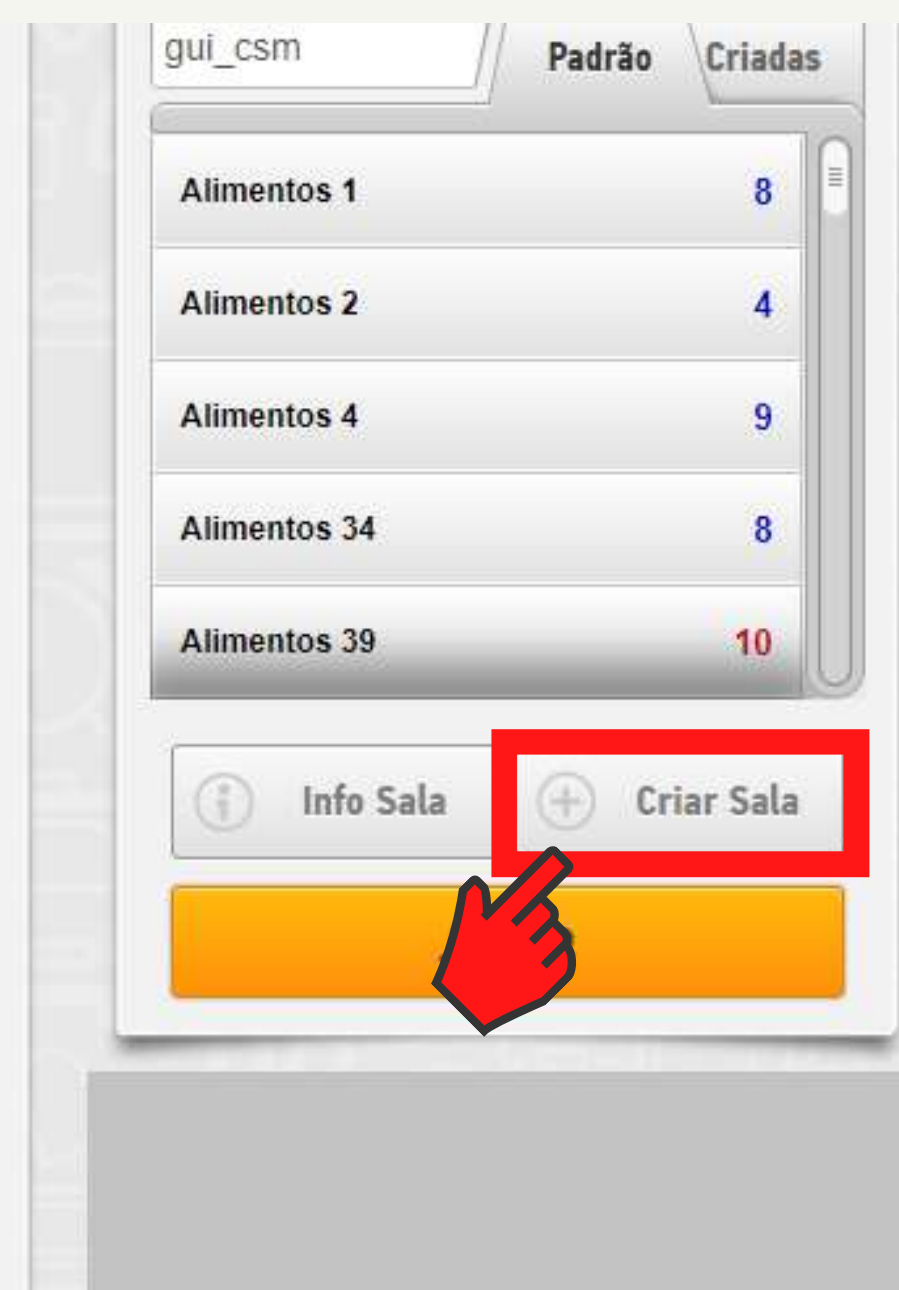 gui_csm
Padrão
Criadas
Alimentos 1 8
Alimentos 2 4
Alimentos 4 9
Alimentos 34 8
Alimentos 39 10
Info Sala
Criar Sala